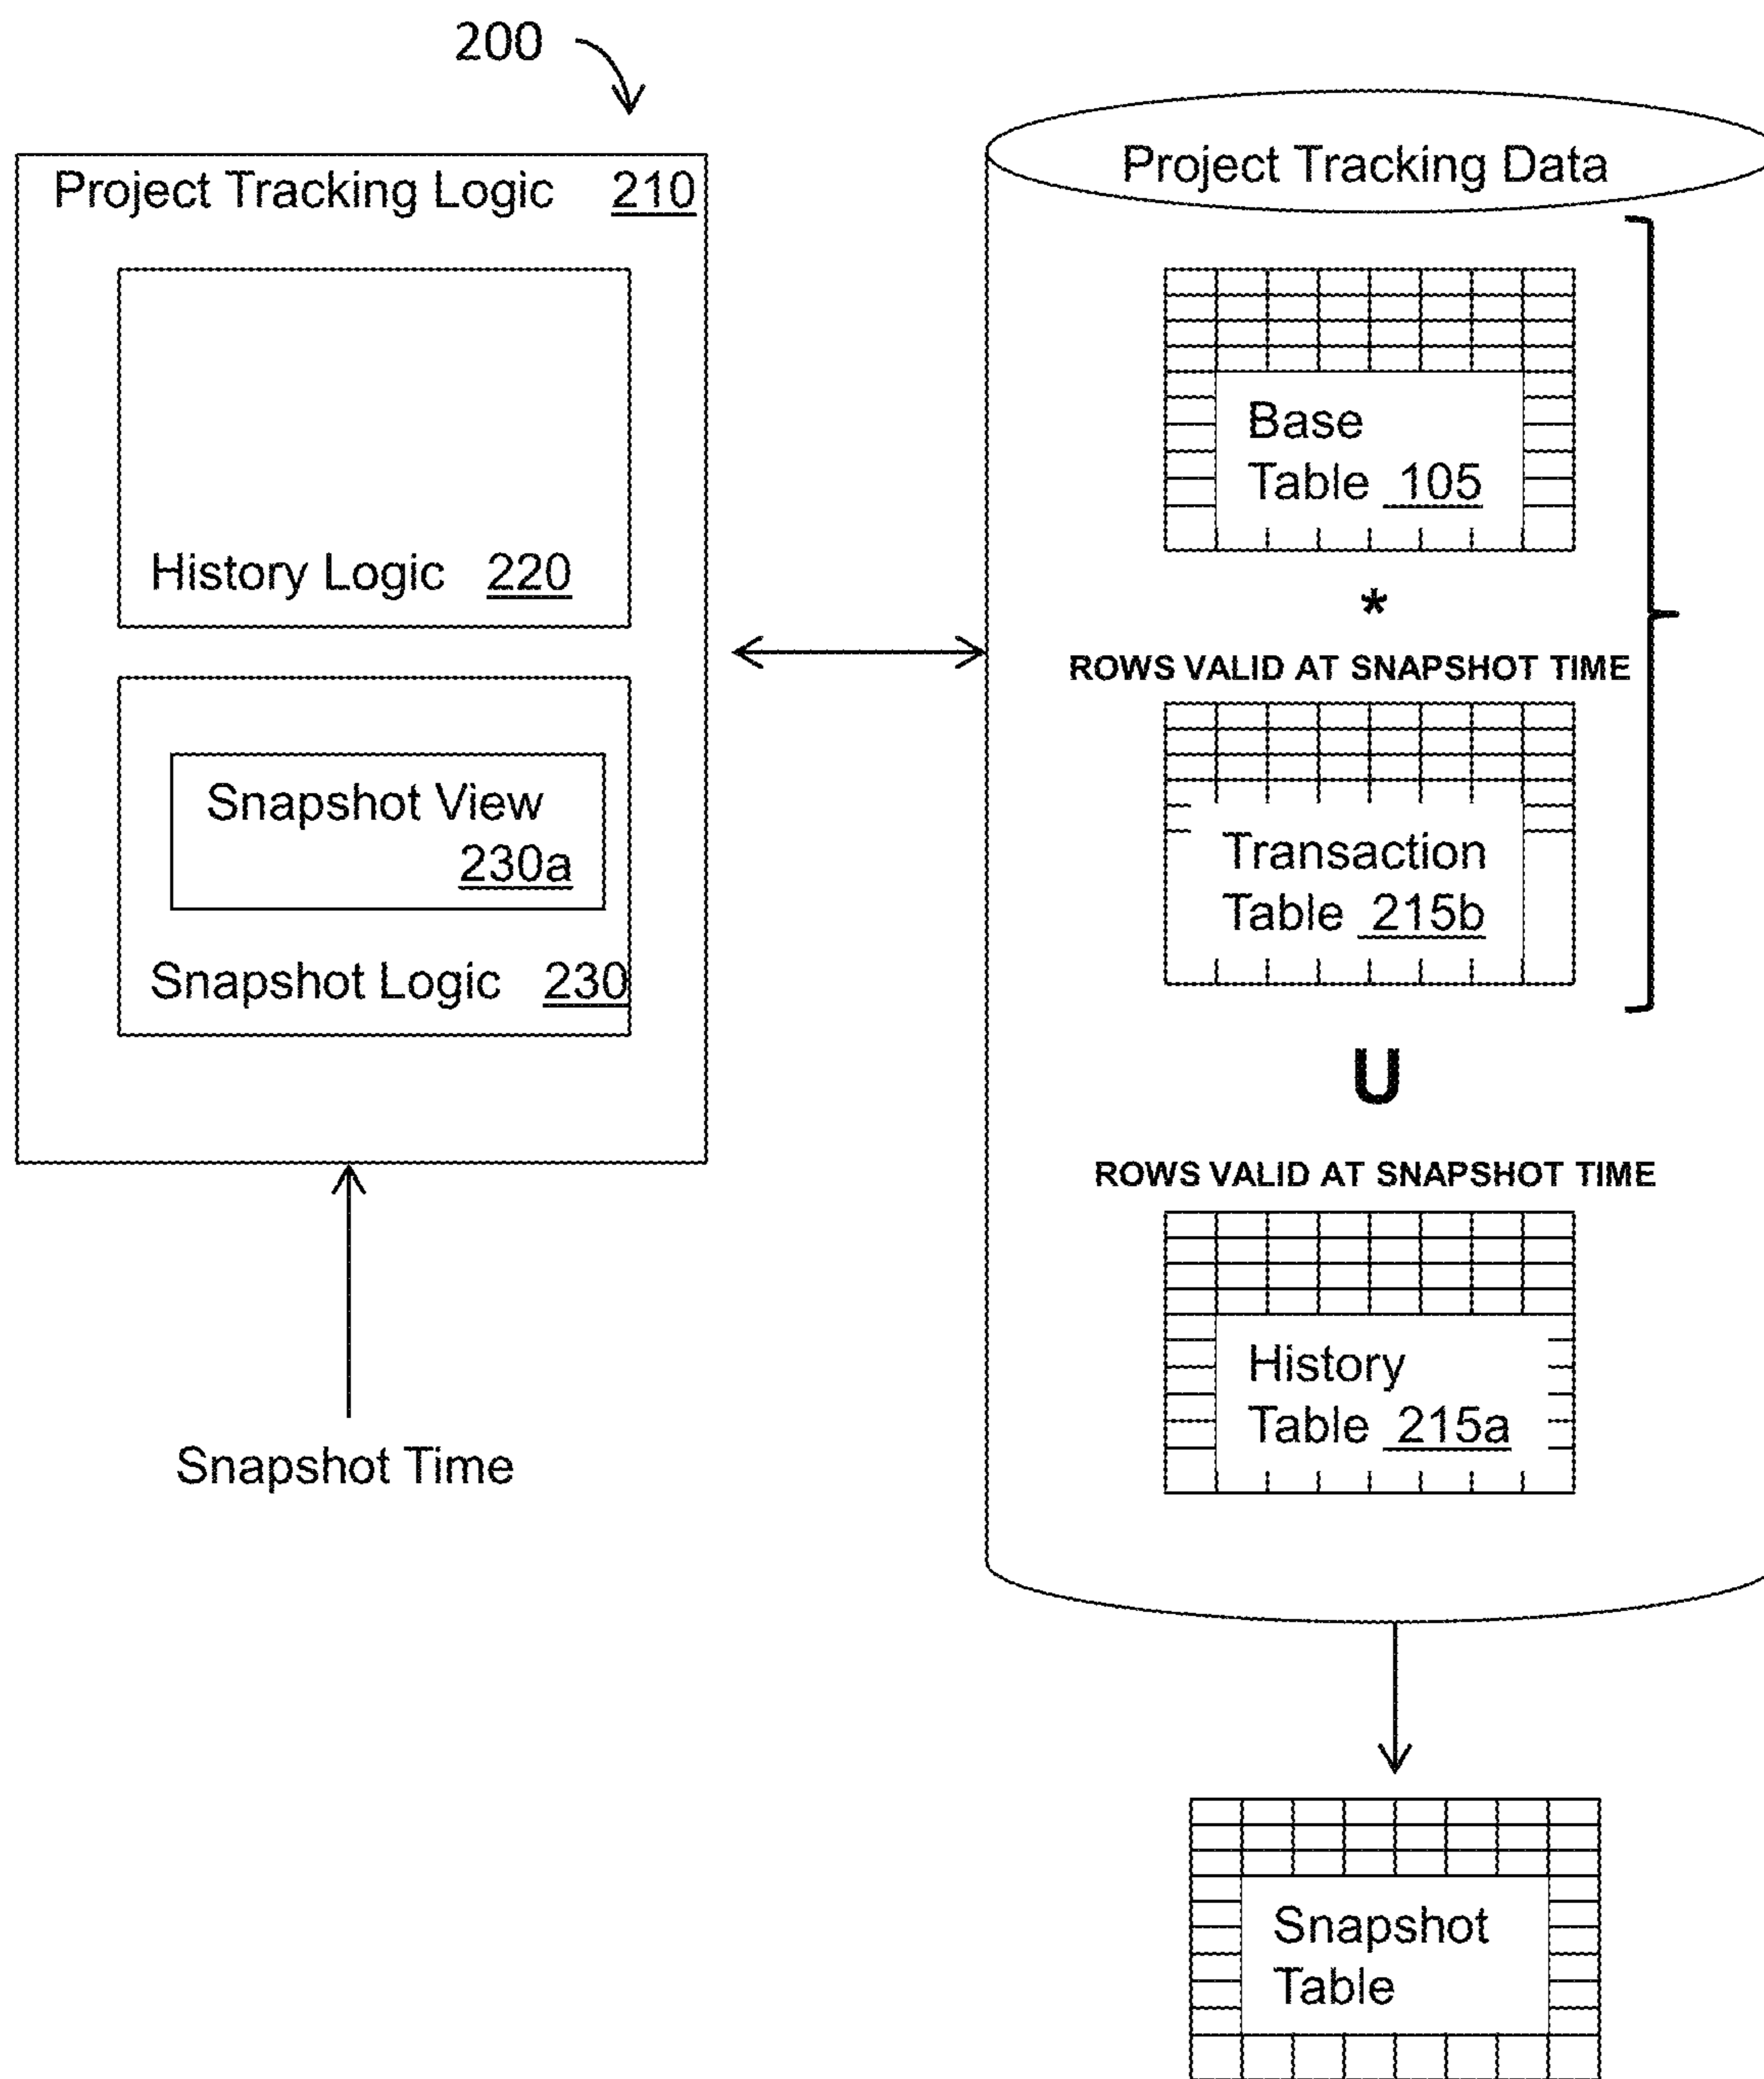 200
Project Tracking Logic 210
History Logic 220
Snapshot View
230a
Snapshot Logic 230
Snapshot Time
Project Tracking Data
Base
Table 105
*
ROWS VALID AT SNAPSHOT TIME
Transaction
Table 215b
U
ROWS VALID AT SNAPSHOT TIME
History
Table 215a
Snapshot
Table